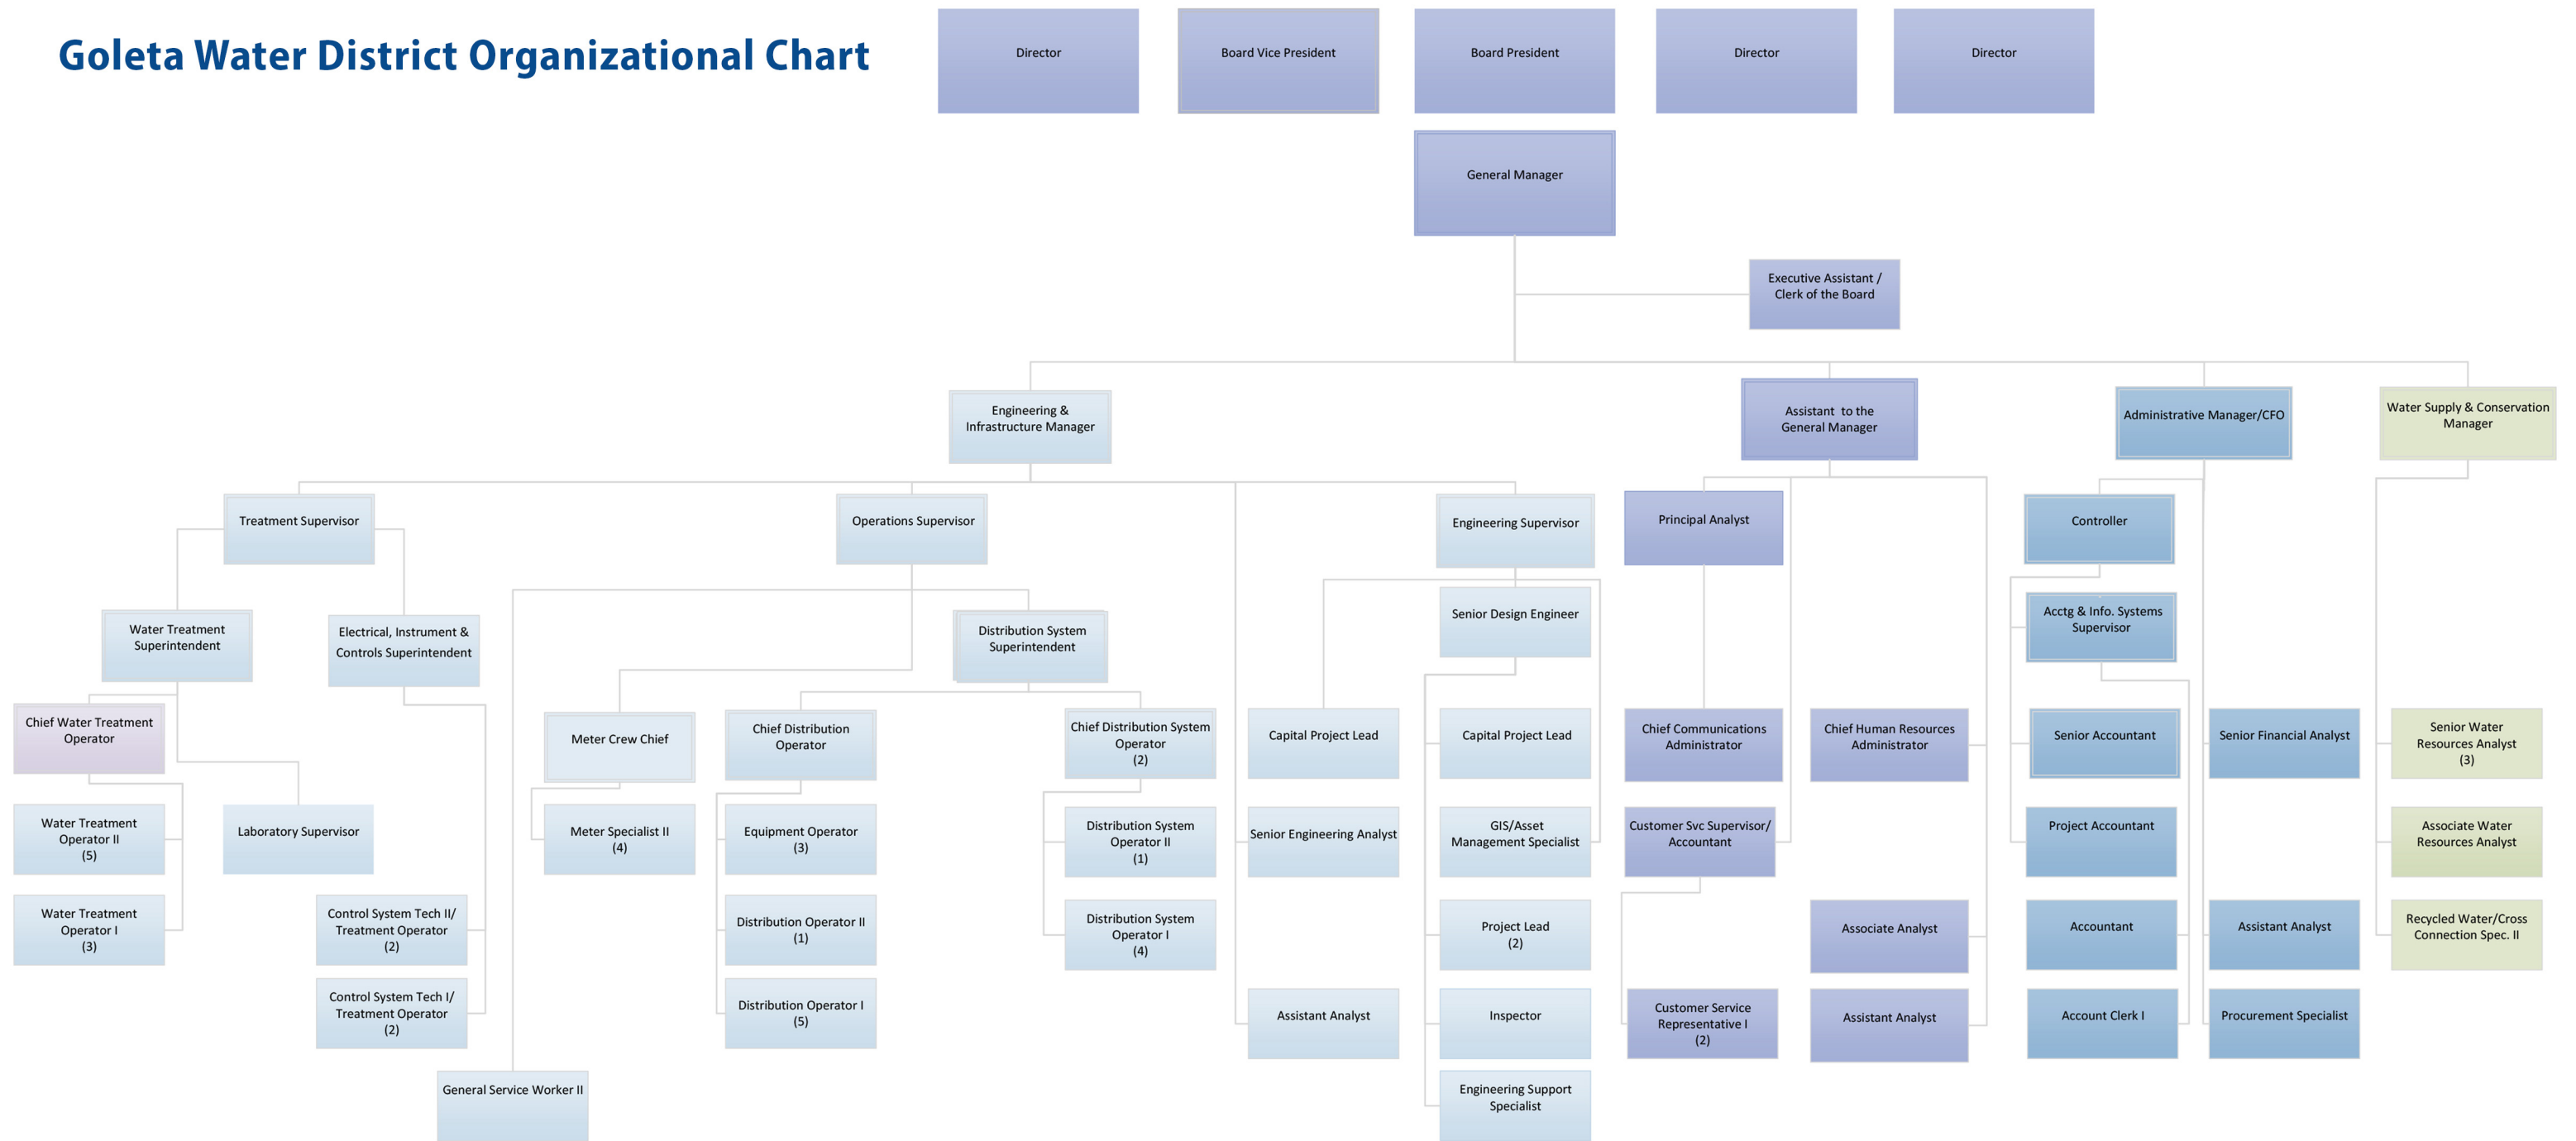 Goleta Water District Organizational Chart
Director
Board Vice President
Board President
Director
Director
General Manager
Executive Assistant /
Clerk of the Board
Engineering &
Infrastructure Manager
Assistant to the
General Manager
Administrative Manager/CFO
Water Supply & Conservation
Manager
Treatment Supervisor
Operations Supervisor
Engineering Supervisor
Principal Analyst
Controller
Water Treatment
Superintendent
Electrical, Instrument &
Controls Superintendent
Distribution System
Superintendent
Senior Design Engineer
Acctg & Info. Systems
Supervisor
Chief Water Treatment
Operator
Meter Crew Chief
Chief Distribution
Operator
Chief Distribution System
Operator
(2)
Capital Project Lead
Capital Project Lead
Chief Communications
Administrator
Chief Human Resources
Administrator
Senior Accountant
Senior Financial Analyst
Senior Water
Resources Analyst
(3)
Water Treatment
Operator II
(5)
Laboratory Supervisor
Meter Specialist II
(4)
Equipment Operator
(3)
Distribution System
Operator II
(1)
Senior Engineering Analyst
GIS/Asset
Management Specialist
Customer Svc Supervisor/
Accountant
Project Accountant
Associate Water
Resources Analyst
Water Treatment
Operator I
(3)
Control System Tech II/
Treatment Operator
(2)
Distribution Operator II
(1)
Distribution System
Operator I
(4)
Project Lead
(2)
Associate Analyst
Accountant
Assistant Analyst
Recycled Water/Cross
Connection Spec. II
Control System Tech I/
Treatment Operator
(2)
Distribution Operator I
(5)
Assistant Analyst
Inspector
Customer Service
Representative I
(2)
Assistant Analyst
Account Clerk I
Procurement Specialist
General Service Worker II
Engineering Support
Specialist